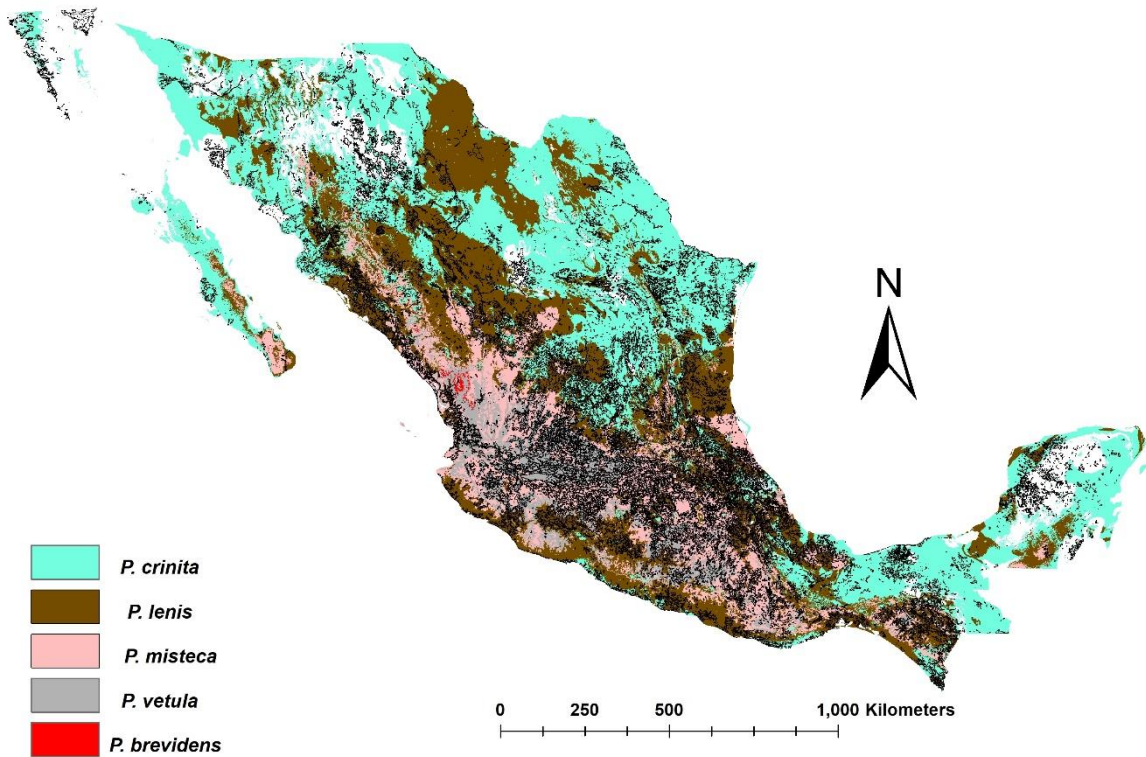 N
P. crinita
P. lenis
P. misteca
P. vetula
P. brevidens
0 250 500 1,000 Kilometers